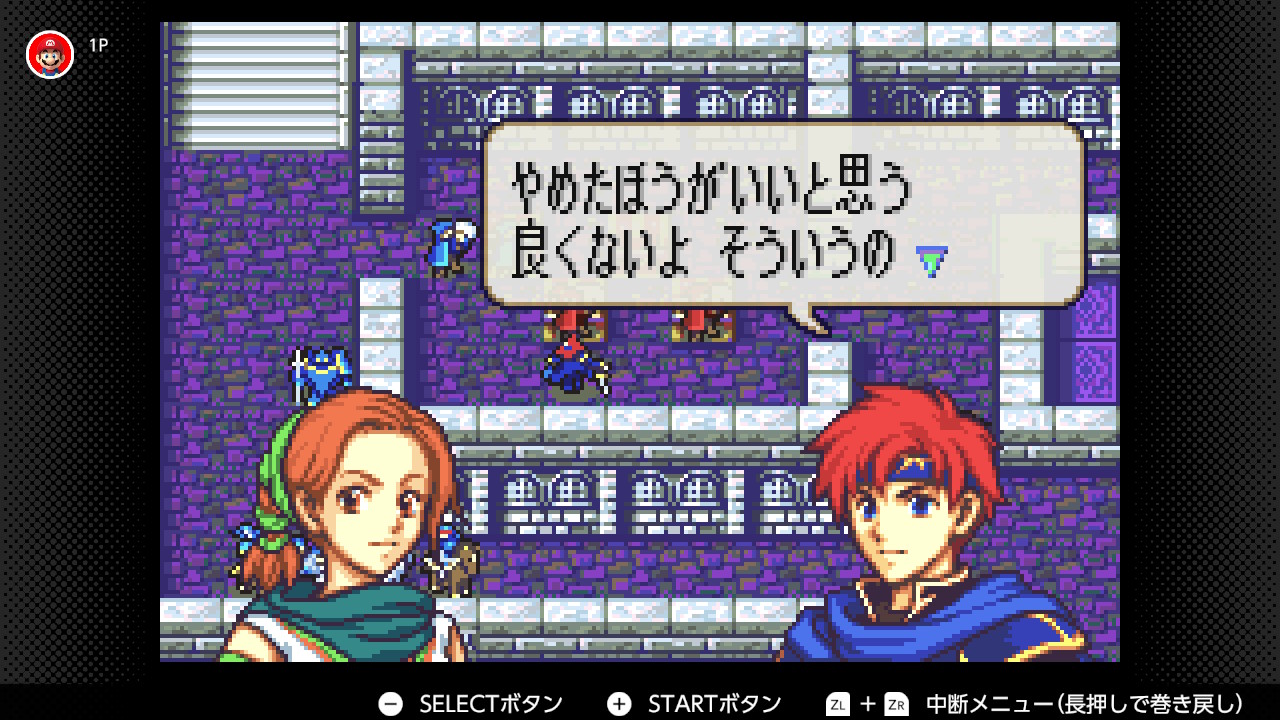 1P
やめたほうがいいと思う
良くないよ そういうの
SELECTボタン STARTボタン ZL + ZR 中断メニュー(長押しで巻き戻し)